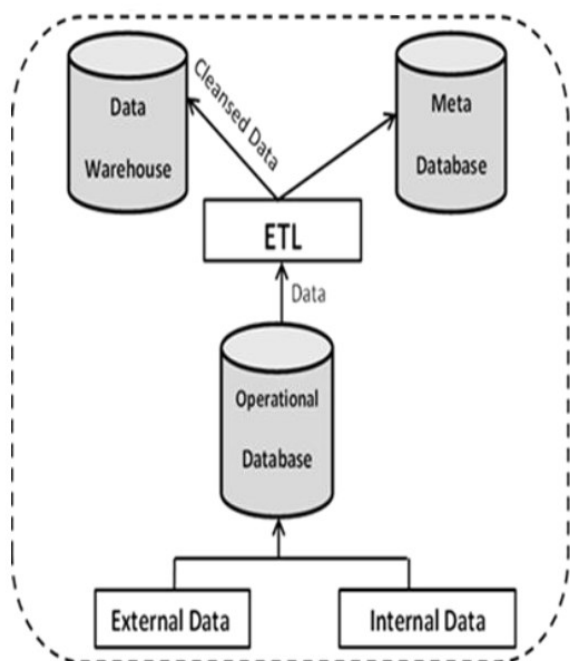 Data
Warehouse
Cleansed Data
Meta
Database
ETL
Data
Operational
Database
External Data
Internal Data